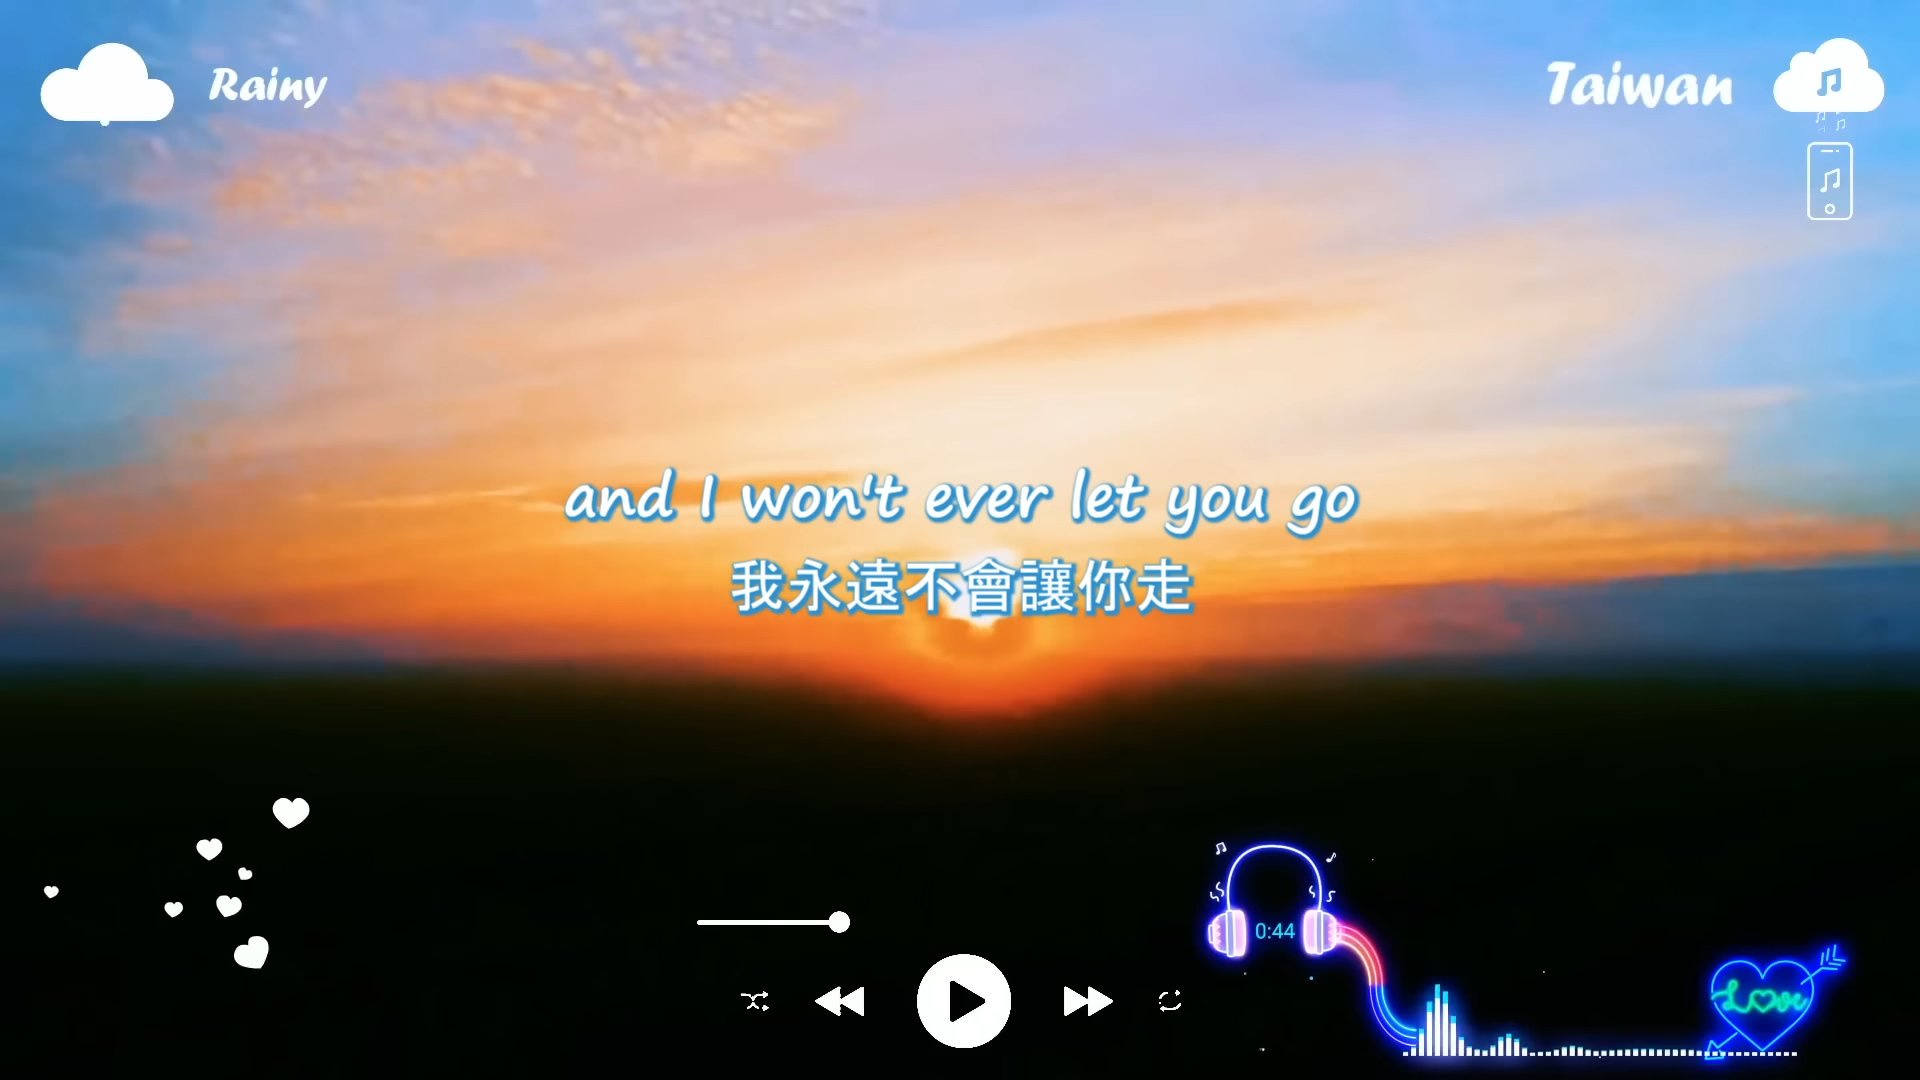 Rainy
Taiwan
and I won't ever let you go
我永遠不會讓你走
0:44
Love